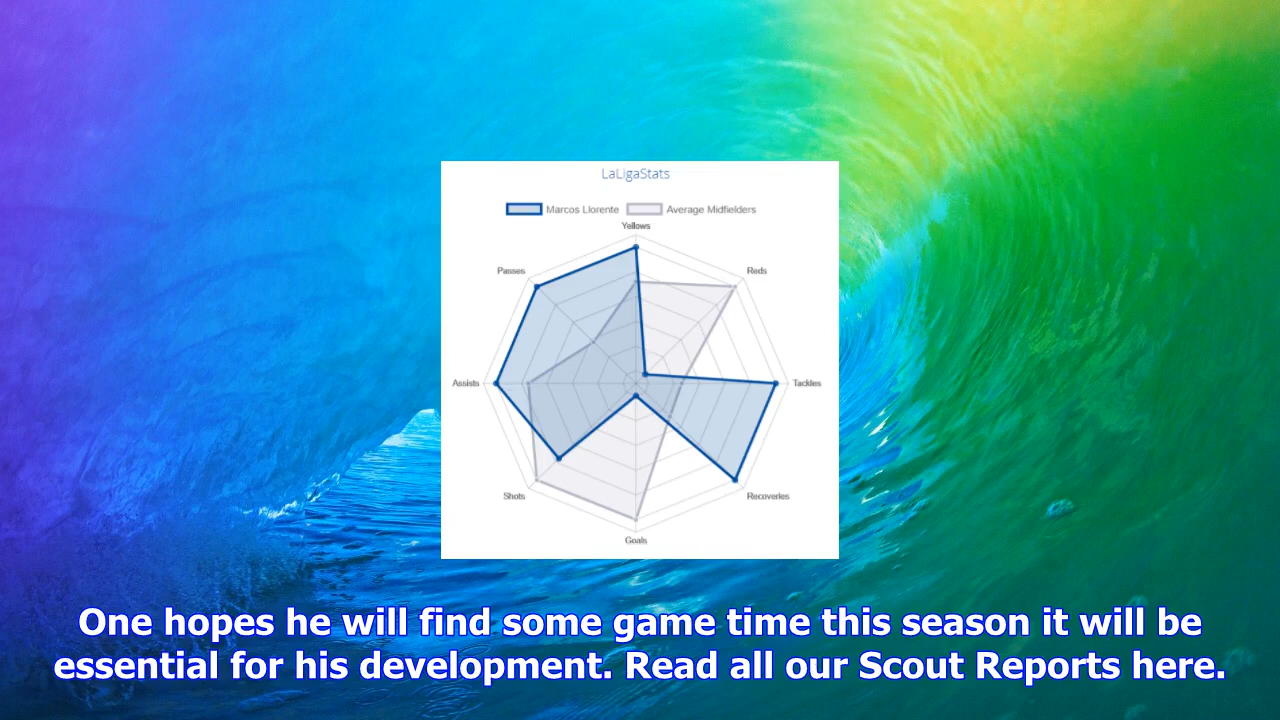 LaLigaStats
Marcos Llorente Average Midfielders
Yellows
Passes Reds
Assists Tackles
Shots Recoveries
Goals
One hopes he will find some game time this season it will be
essential for his development. Read all our Scout Reports here.